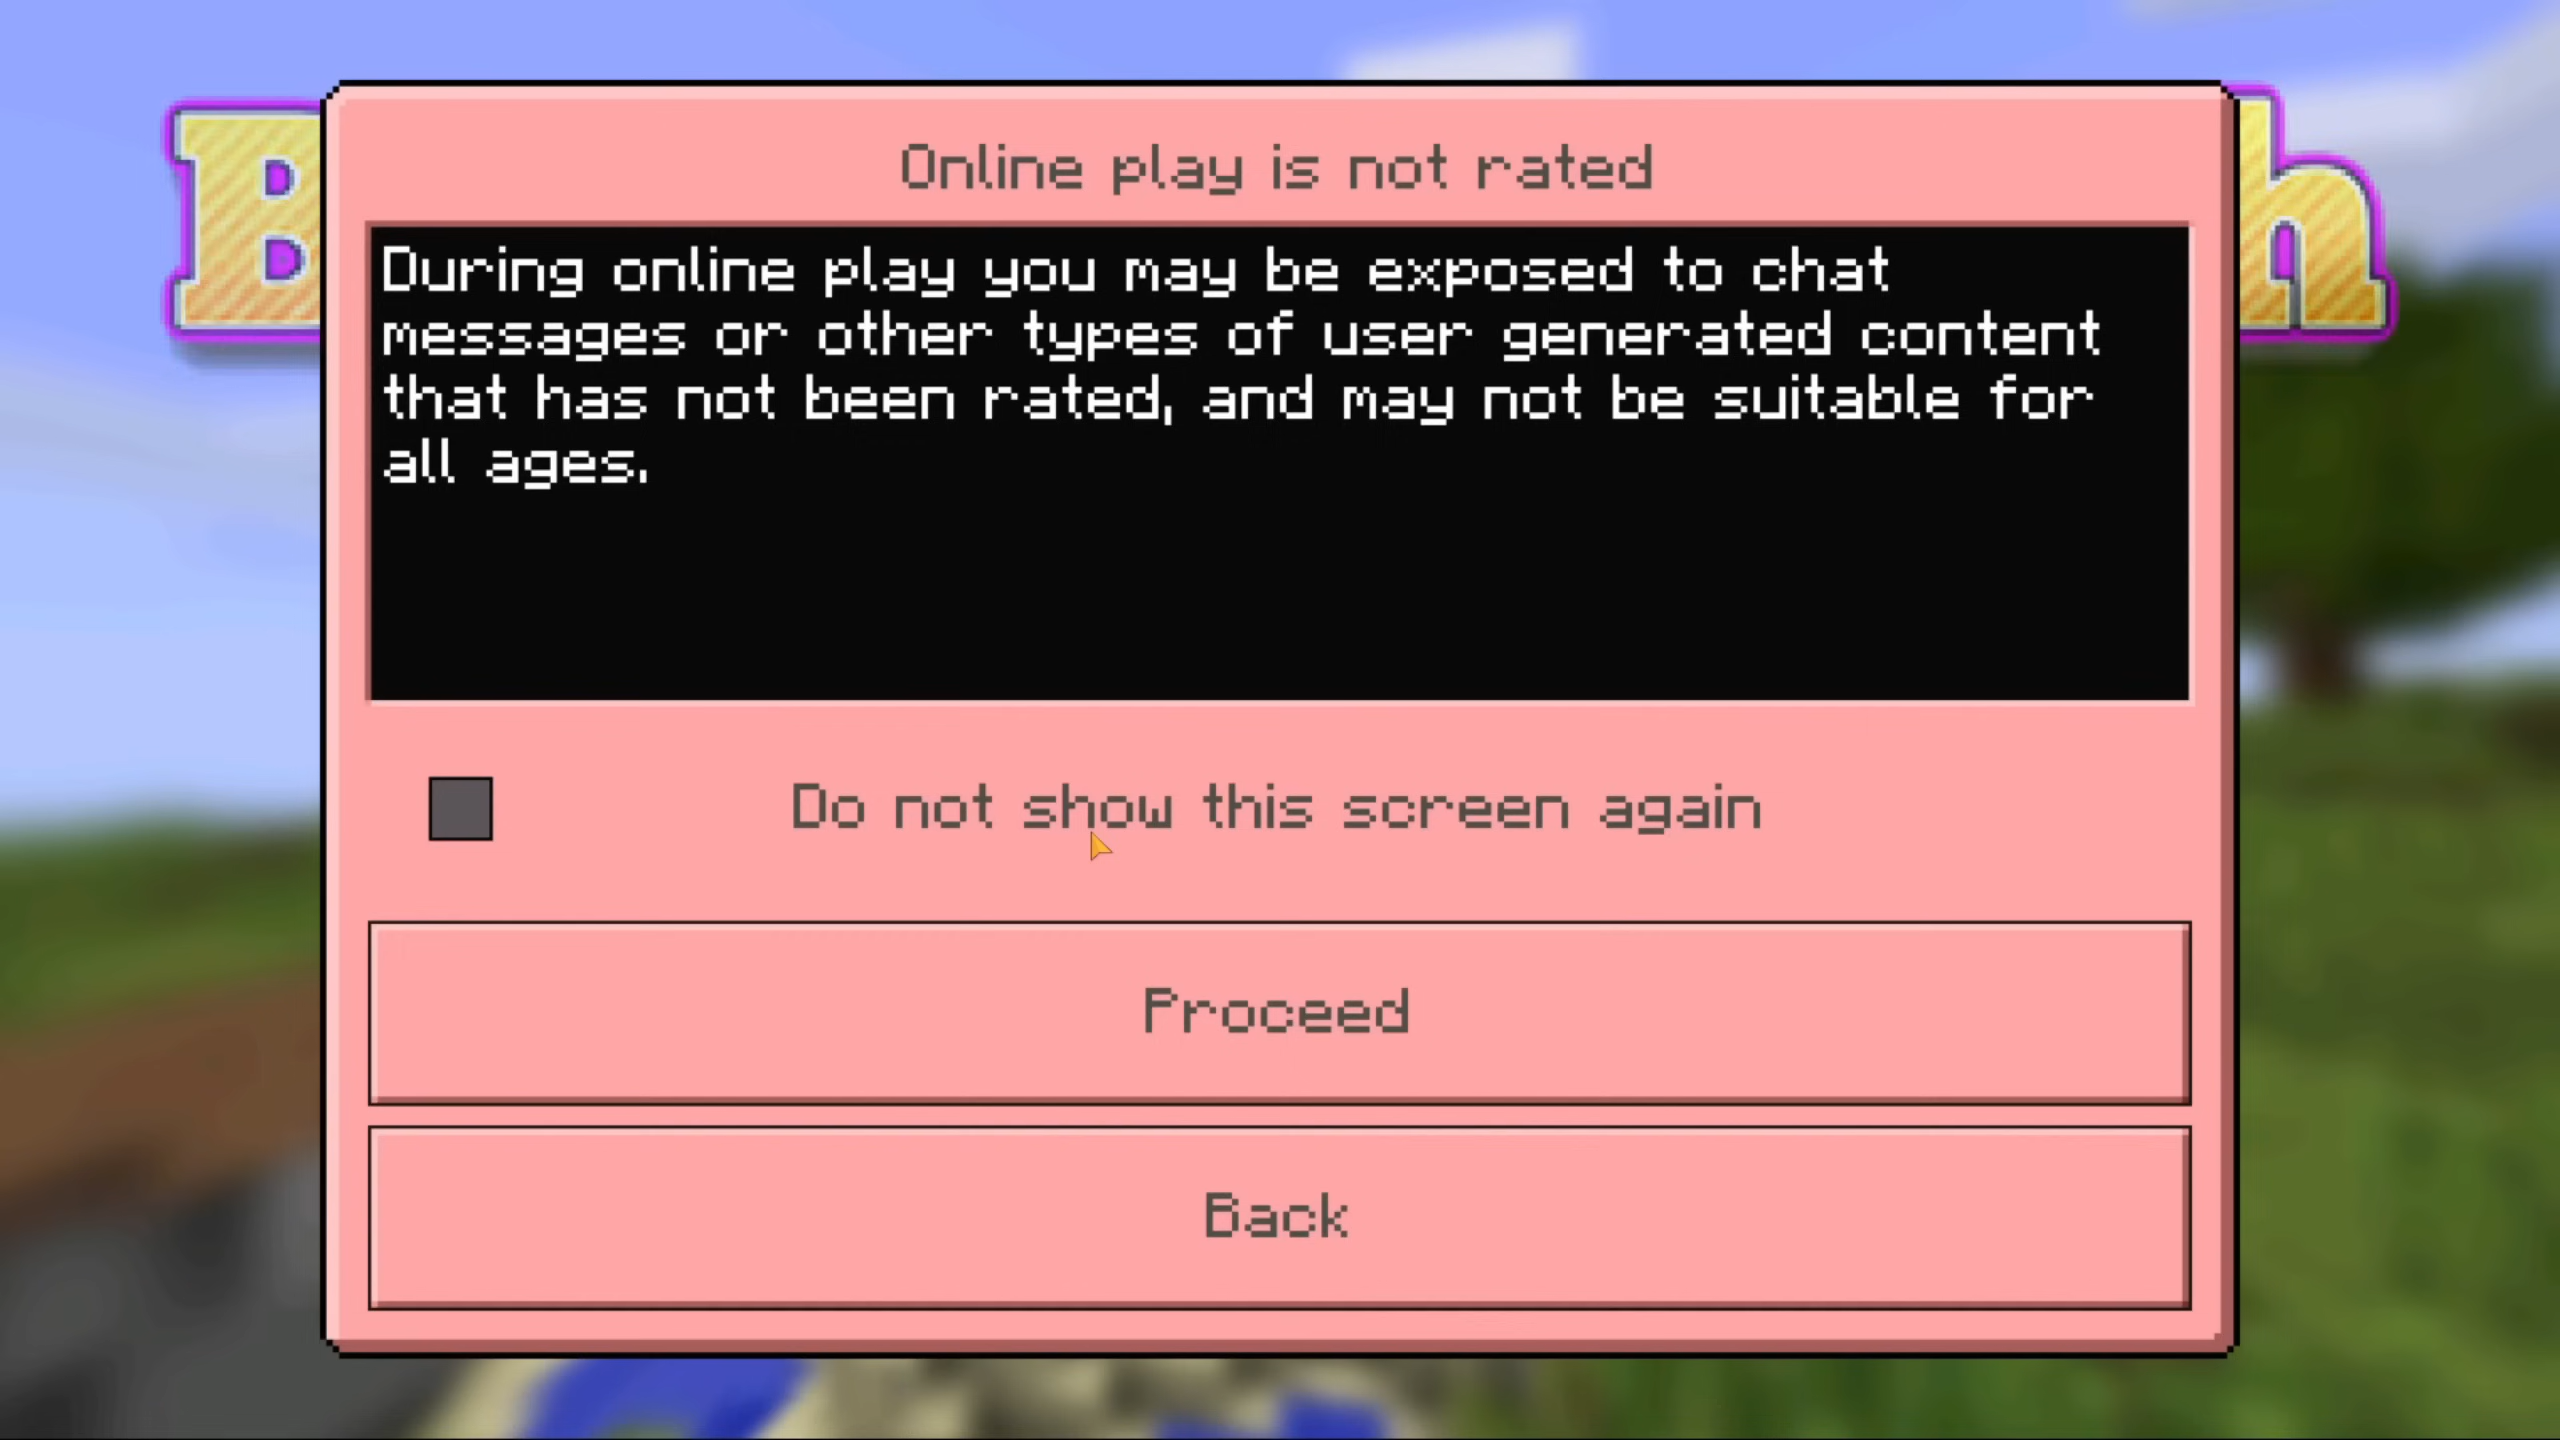 Online play is not rated
During online play you may be exposed to chat
messages or other types of user generated content
that has not been rated, and may not be suitable for
all ages.
Do not show this screen again
Proceed
Back